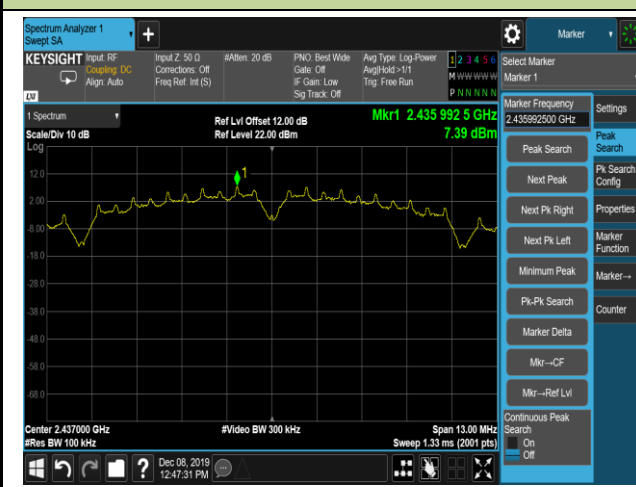 Spectrum Analyzer 1
Swept SA
Marker
KEYSIGHT
Input: RF
Coupling: DC
Align: Auto
Input Z: 50 Ω
Corrections: Off
Freq Ref: Int (S)
#Atten: 20 dB
PNO: Best Wide
Gate: Off
IF Gain: Low
Sig Track: Off
Avg Type: Log-Power
Avg|Hold:>1/1
Trig: Free Run
1 2 3 4 5 6
M W W W W W
P N N N N N
LXI
Select Marker
Marker 1
1 Spectrum
Scale/Div 10 dB
Log
Ref Lvl Offset 12.00 dB
Ref Level 22.00 dBm
Mkr1 2.435 992 5 GHz
7.39 dBm
1
12.0
2.00
-8.00
-18.0
-28.0
-38.0
-48.0
-58.0
-68.0
Center 2.437000 GHz
#Res BW 100 kHz
#Video BW 300 kHz
Span 13.00 MHz
Sweep 1.33 ms (2001 pts)
Marker Frequency
2.435992500 GHz
Peak Search
Next Peak
Next Pk Right
Next Pk Left
Minimum Peak
Pk-Pk Search
Marker Delta
Mkr→CF
Mkr→Ref Lvl
Continuous Peak
Search
On
Off
Settings
Peak
Search
Pk Search
Config
Properties
Marker
Function
Marker→
Counter
Dec 08, 2019
12:47:31 PM